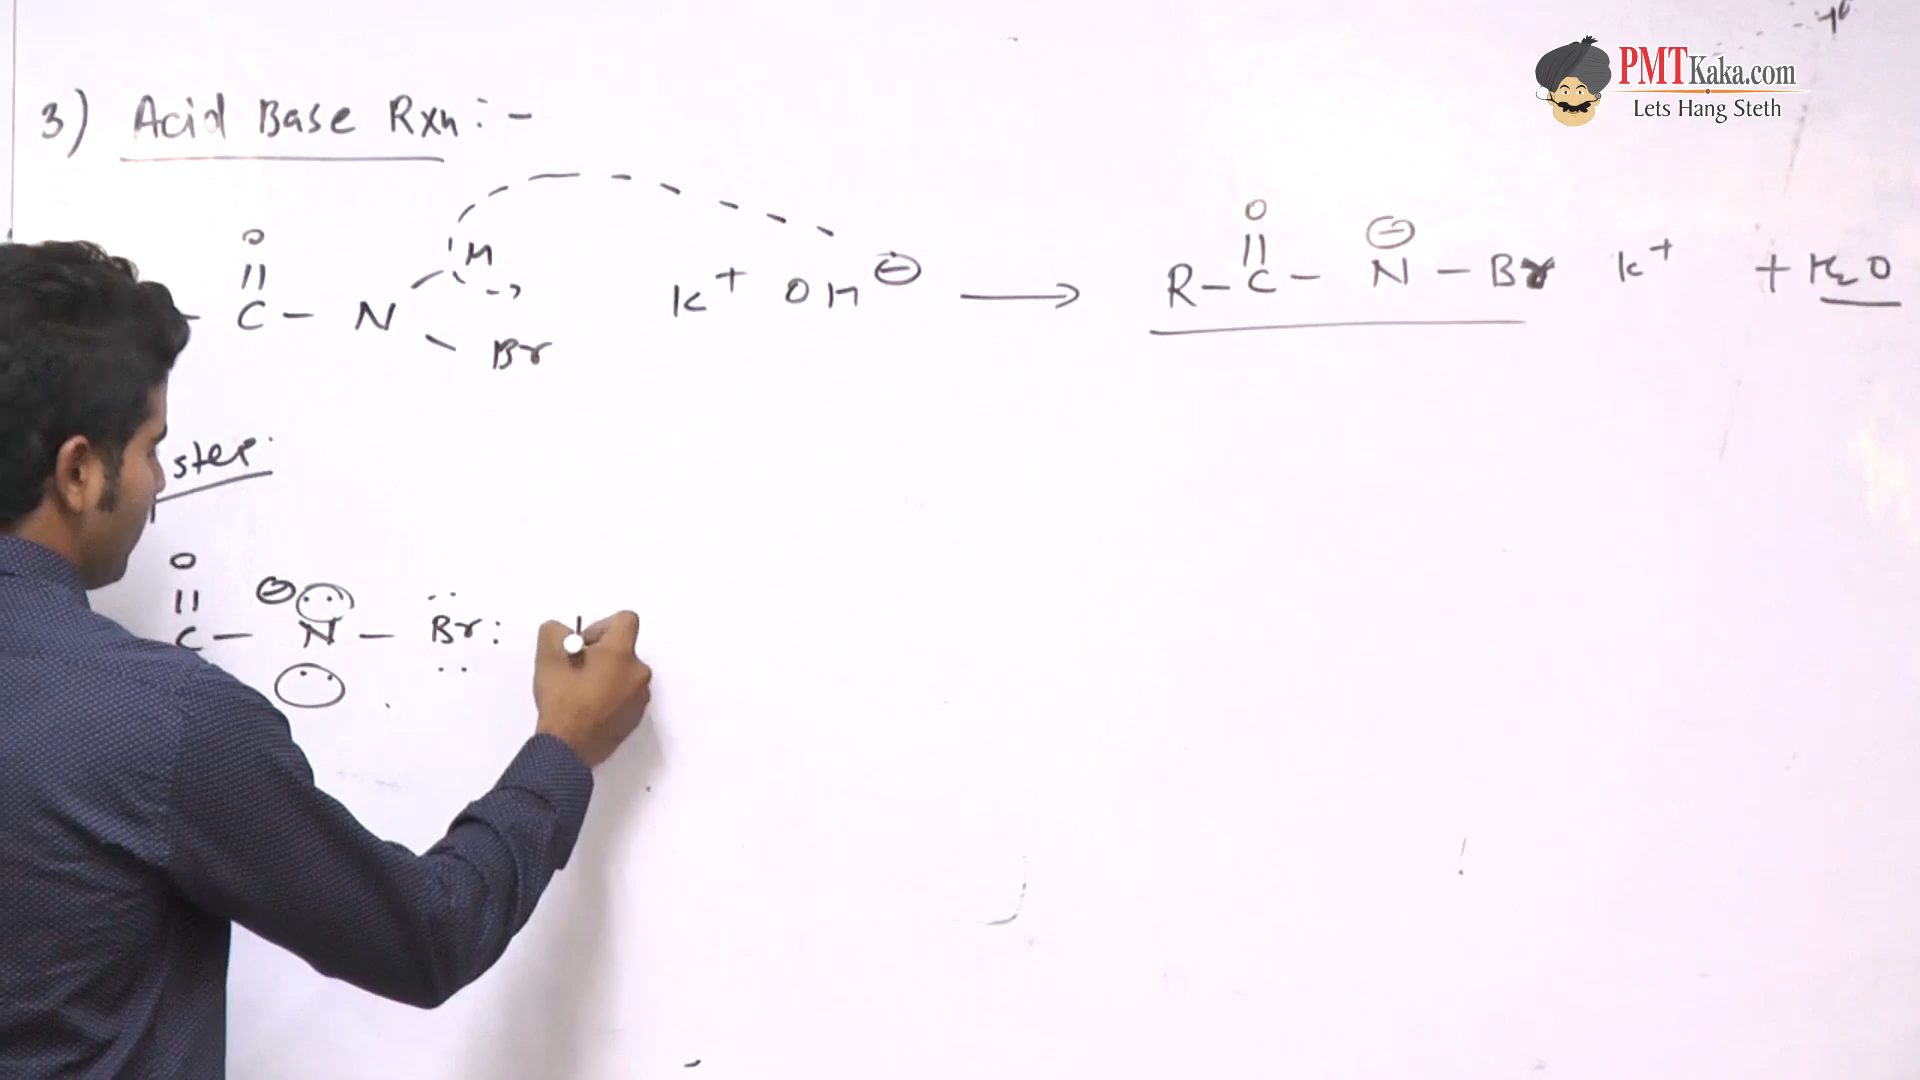 PMTKaka.com
Lets Hang Steth
3) Acid Base Rxn :-
O
||
C - N
H
Br
K+ OH⊖ → R - C - N - Br K+ + H2O
O
||
⊖
step:
O
||
C - N - Br:
⊖